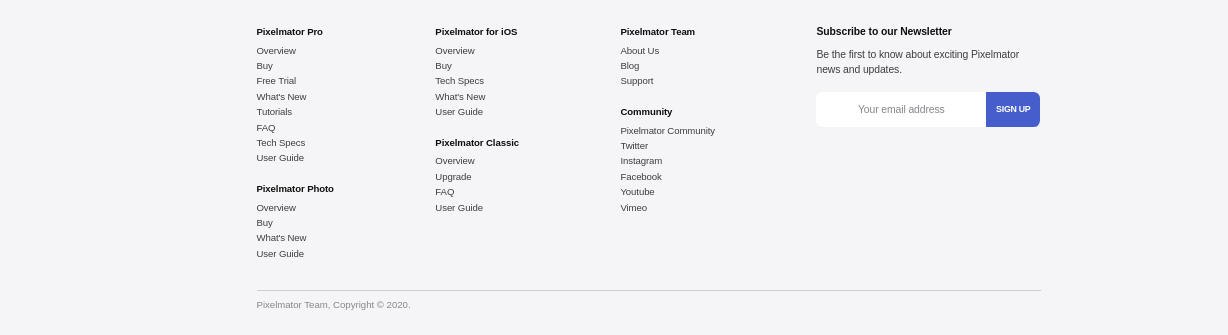 Pixelmator Pro
Overview
Buy
Free Trial
What's New
Tutorials
FAQ
Tech Specs
User Guide
Pixelmator Photo
Overview
Buy
What's New
User Guide
Pixelmator for iOS
Overview
Buy
Tech Specs
What's New
User Guide
Pixelmator Classic
Overview
Upgrade
FAQ
User Guide
Pixelmator Team
About Us
Blog
Support
Community
Pixelmator Community
Twitter
Instagram
Facebook
Youtube
Vimeo
Subscribe to our Newsletter
Be the first to know about exciting Pixelmator
news and updates.
Your email address
SIGN UP
Pixelmator Team, Copyright © 2020.